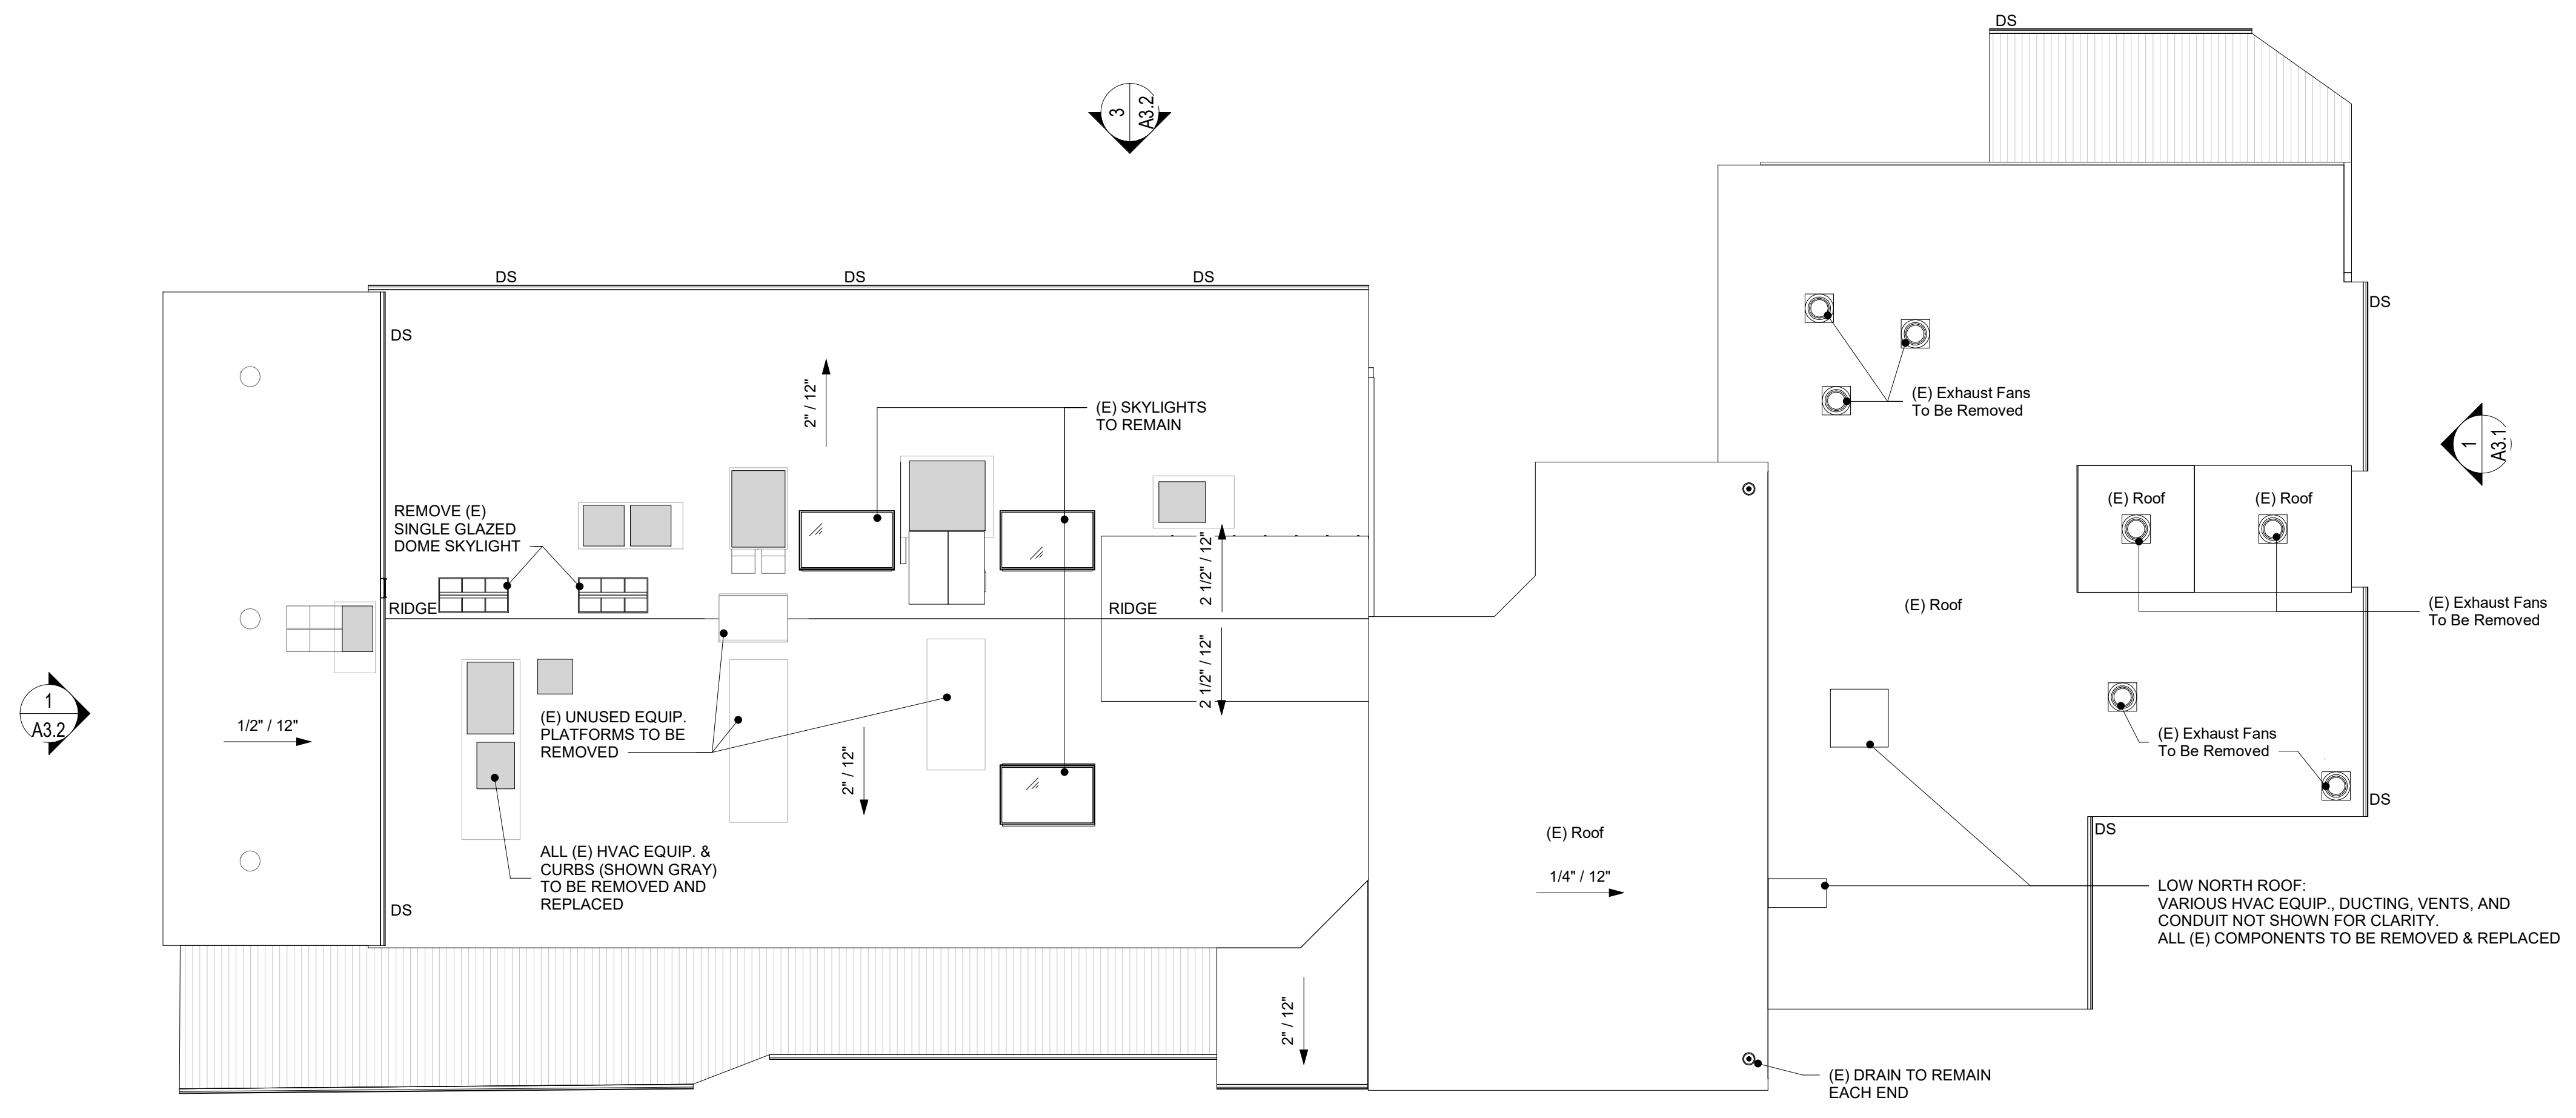 DS
3
A3.2
DS
DS
DS
DS
DS
2" / 12"
(E) SKYLIGHTS
TO REMAIN
(E) Exhaust Fans
To Be Removed
1
A3.1
REMOVE (E)
SINGLE GLAZED
DOME SKYLIGHT
(E) Roof
(E) Roof
2 1/2" / 12"
RIDGE
RIDGE
(E) Roof
(E) Exhaust Fans
To Be Removed
2 1/2" / 12"
1
A3.2
1/2" / 12"
(E) UNUSED EQUIP.
PLATFORMS TO BE
REMOVED
2" / 12"
(E) Exhaust Fans
To Be Removed
DS
DS
(E) Roof
1/4" / 12"
ALL (E) HVAC EQUIP. &
CURBS (SHOWN GRAY)
TO BE REMOVED AND
REPLACED
DS
LOW NORTH ROOF:
VARIOUS HVAC EQUIP., DUCTING, VENTS, AND
CONDUIT NOT SHOWN FOR CLARITY.
ALL (E) COMPONENTS TO BE REMOVED & REPLACED
2" / 12"
(E) DRAIN TO REMAIN
EACH END